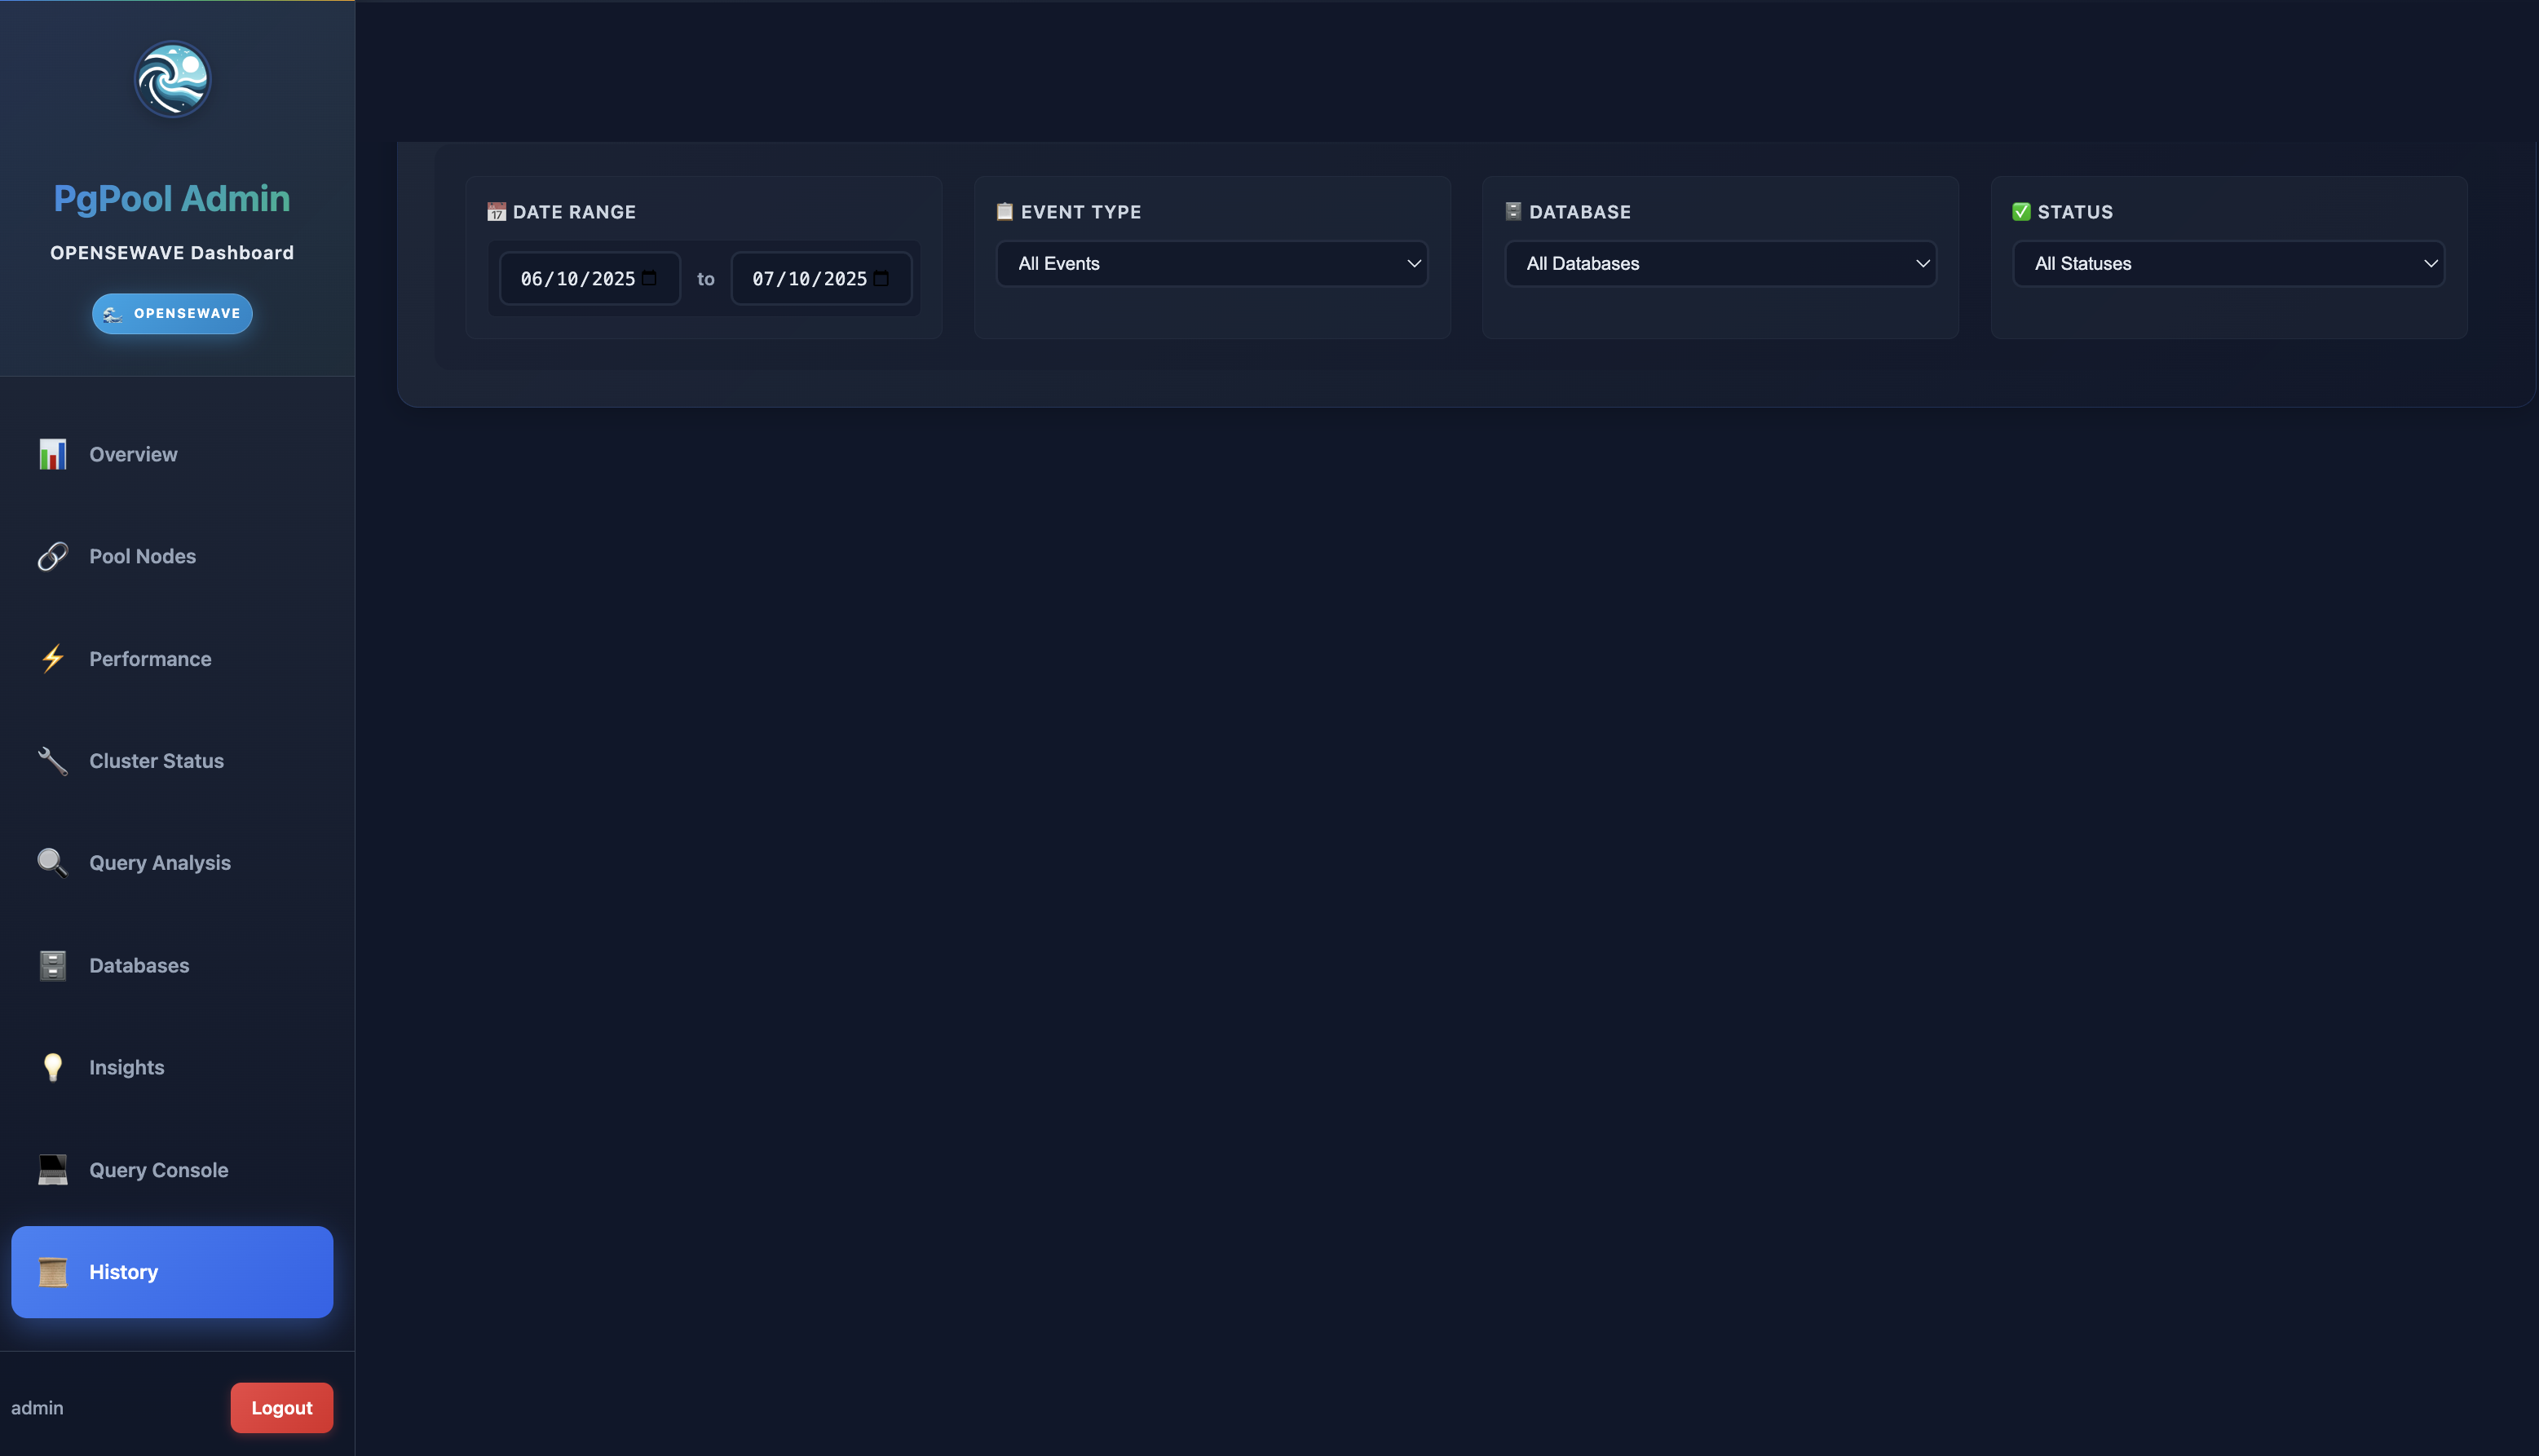 PgPool Admin
OPENSEWAVE Dashboard
OPENSEWAVE
Overview
Pool Nodes
Performance
Cluster Status
Query Analysis
Databases
Insights
Query Console
History
admin
Logout
DATE RANGE
06/10/2025 to 07/10/2025
EVENT TYPE
All Events
DATABASE
All Databases
STATUS
All Statuses